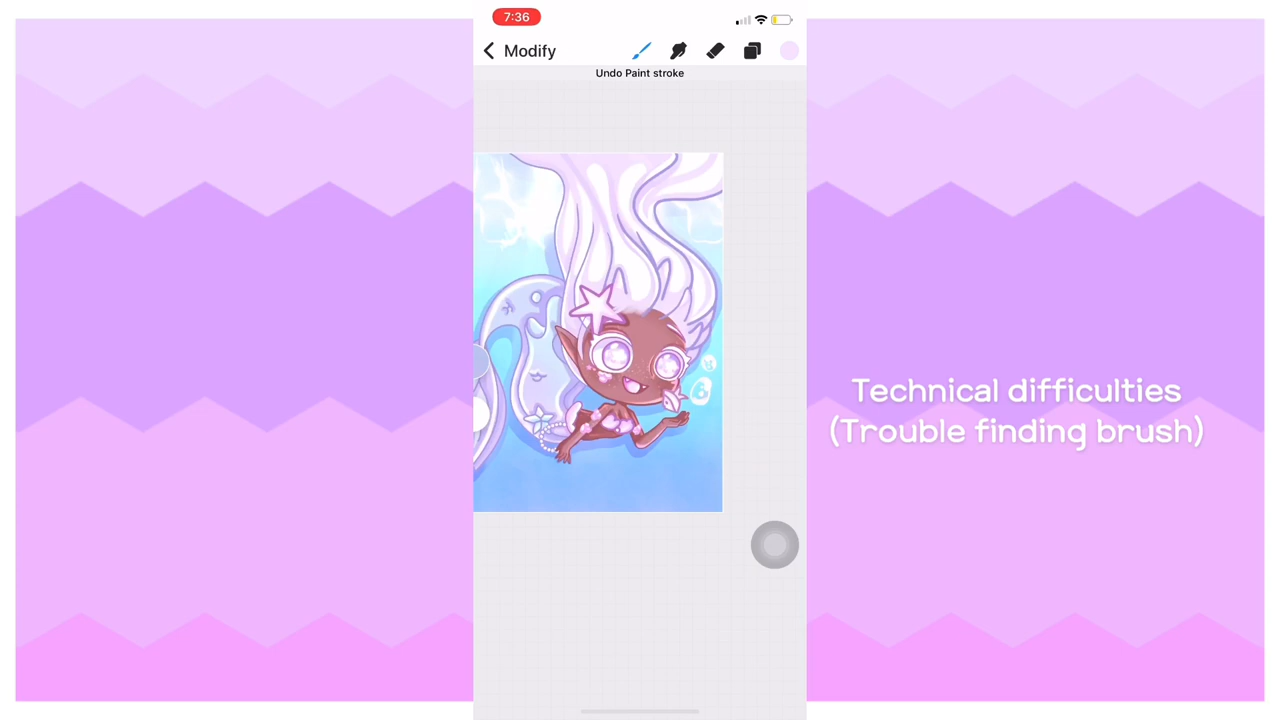 7:36
Modify
Undo Paint stroke
Technical difficulties
(Trouble finding brush)